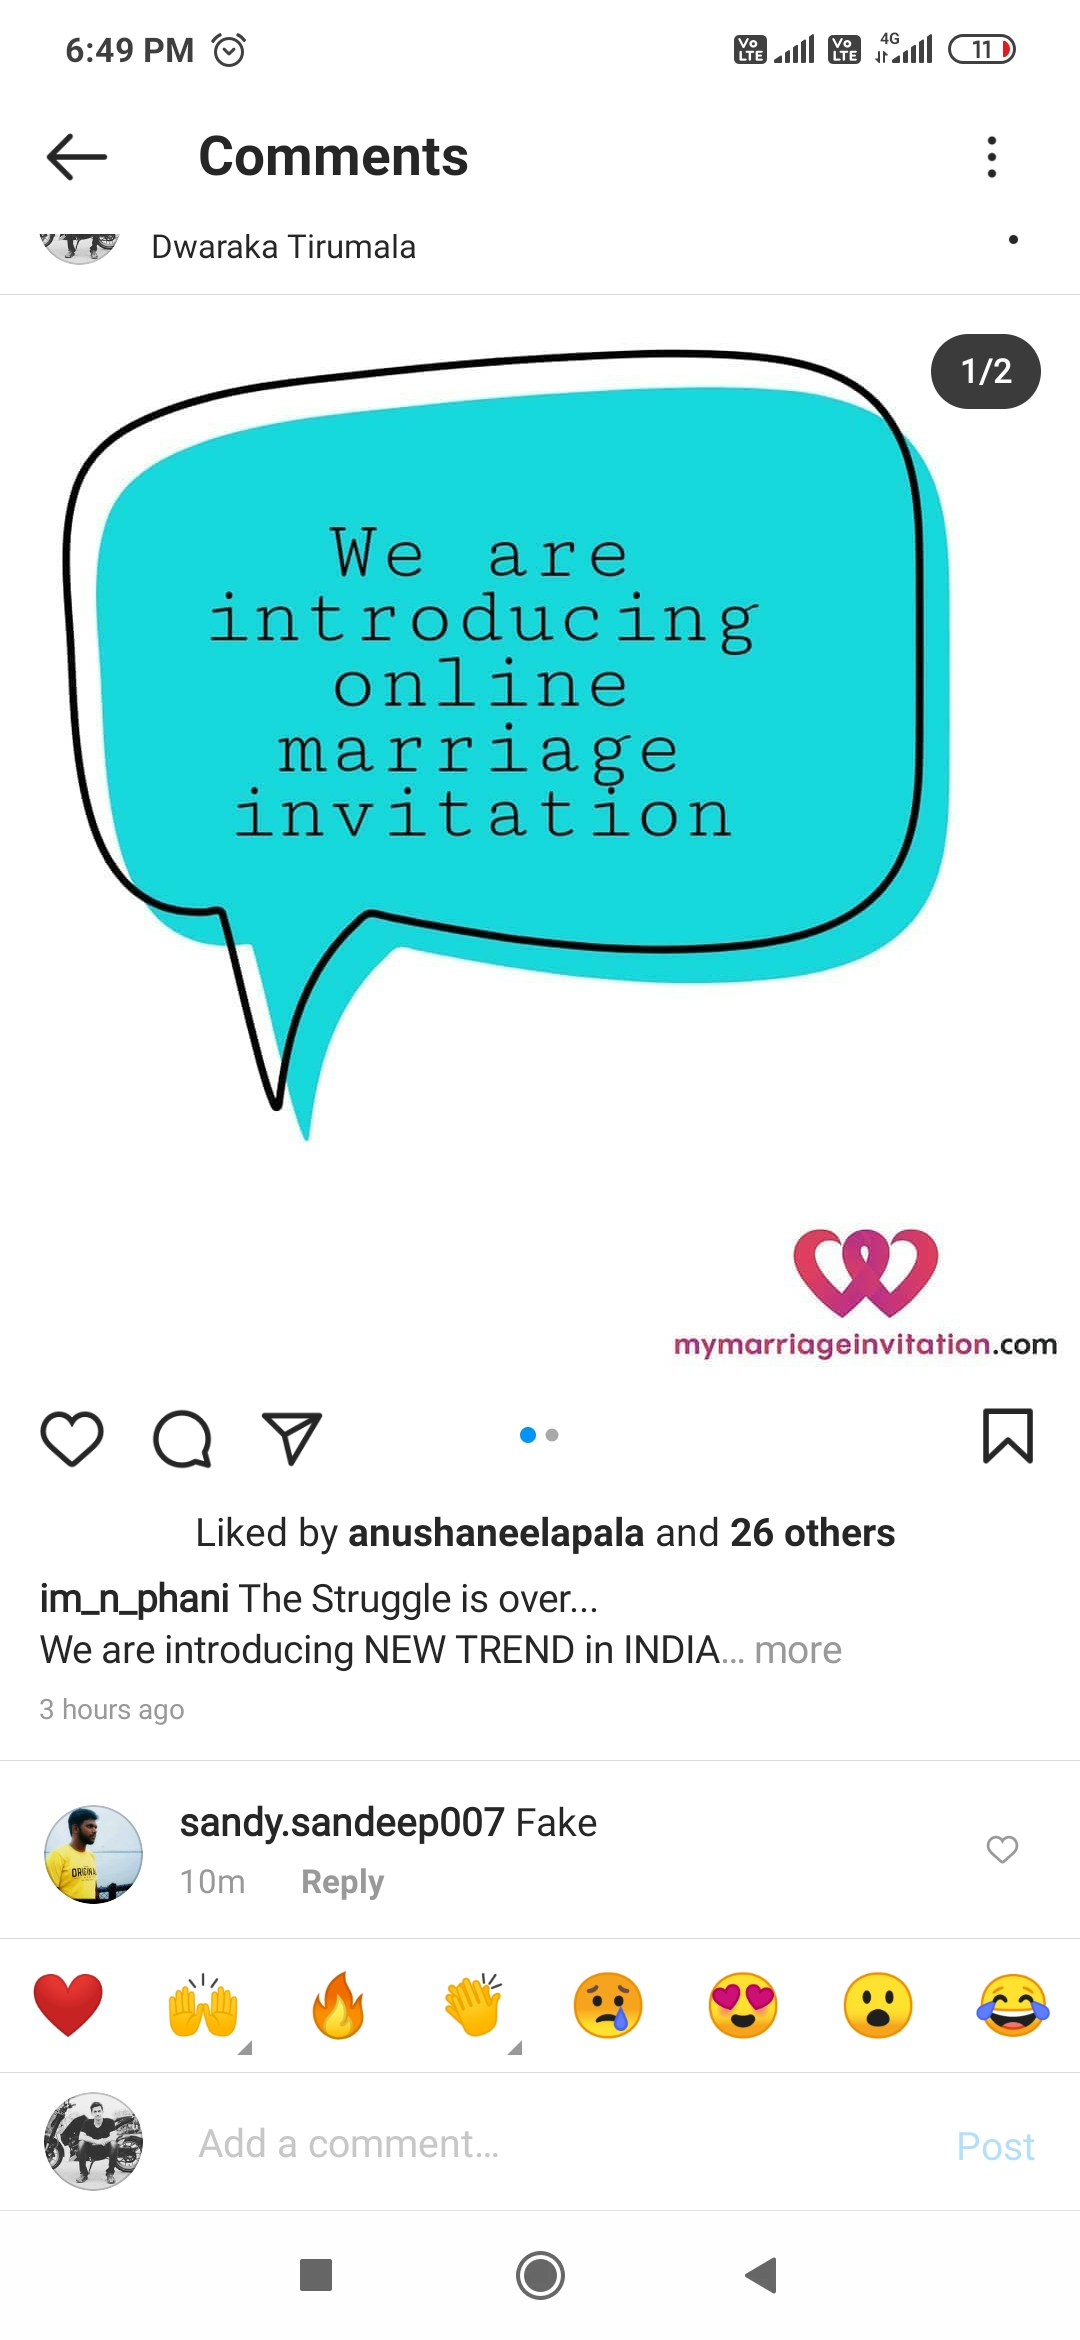 6:49 PM
Vo LTE Vo LTE 4G 11
Comments
Dwaraka Tirumala
1/2
We are
introducing
online
marriage
invitation
mymarriageinvitation.com
Liked by anushaneelapala and 26 others
im_n_phani The Struggle is over...
We are introducing NEW TREND in INDIA... more
3 hours ago
sandy.sandeep007 Fake
ORIGINAL
10m Reply
Add a comment...
Post